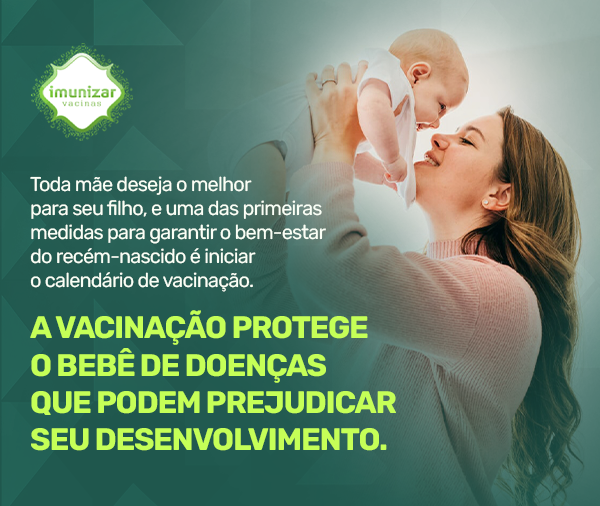 imunizar
vacinas
Toda mãe deseja o melhor
para seu filho, e uma das primeiras
medidas para garantir o bem-estar
do recém-nascido é iniciar
o calendário de vacinação.
A VACINAÇÃO PROTEGE
O BEBÊ DE DOENÇAS
QUE PODEM PREJUDICAR
SEU DESENVOLVIMENTO.